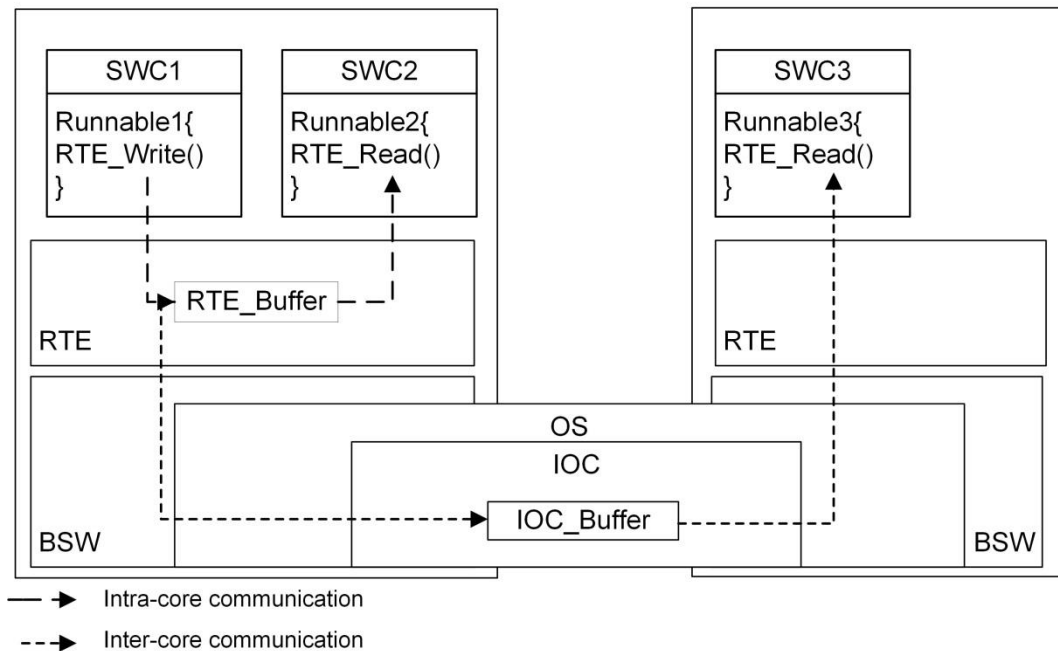 SWC1
Runnable1{
RTE_Write()
}
SWC2
Runnable2{
RTE_Read()
}
SWC3
Runnable3{
RTE_Read()
}
RTE_Buffer
RTE
RTE
OS
IOC
IOC_Buffer
BSW
BSW
Intra-core communication
Inter-core communication